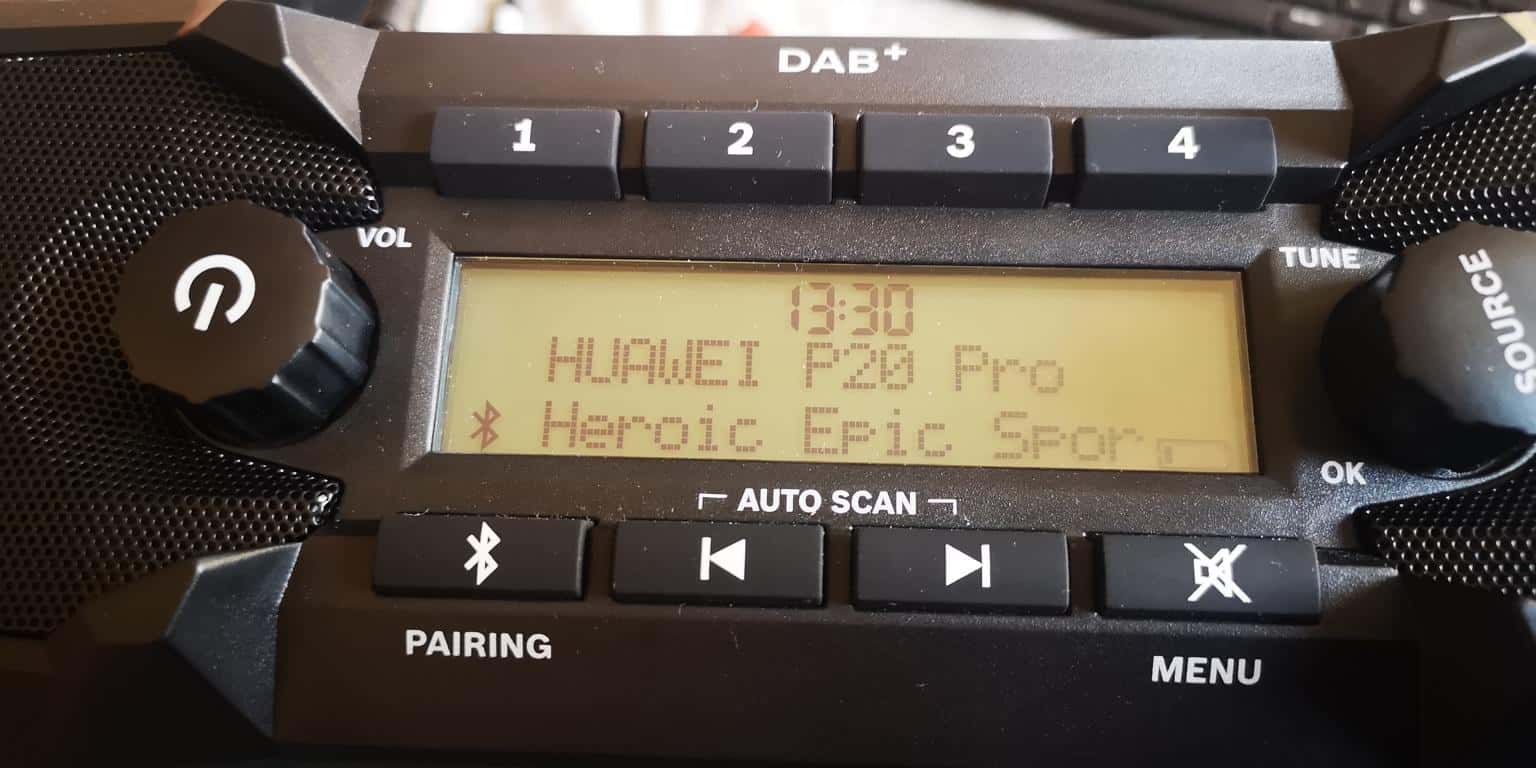 DAB+
1 2 3 4
VOL
TUNE
SOURCE
13:30
HUAWEI P20 Pro
Heroic Epic Spor
OK
AUTO SCAN
PAIRING
MENU